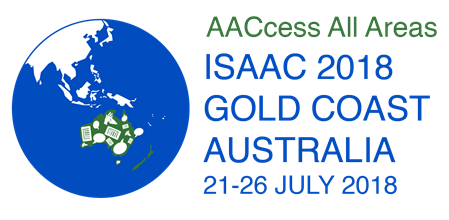 AACcess All Areas
ISAAC 2018
GOLD COAST
AUSTRALIA
21-26 JULY 2018